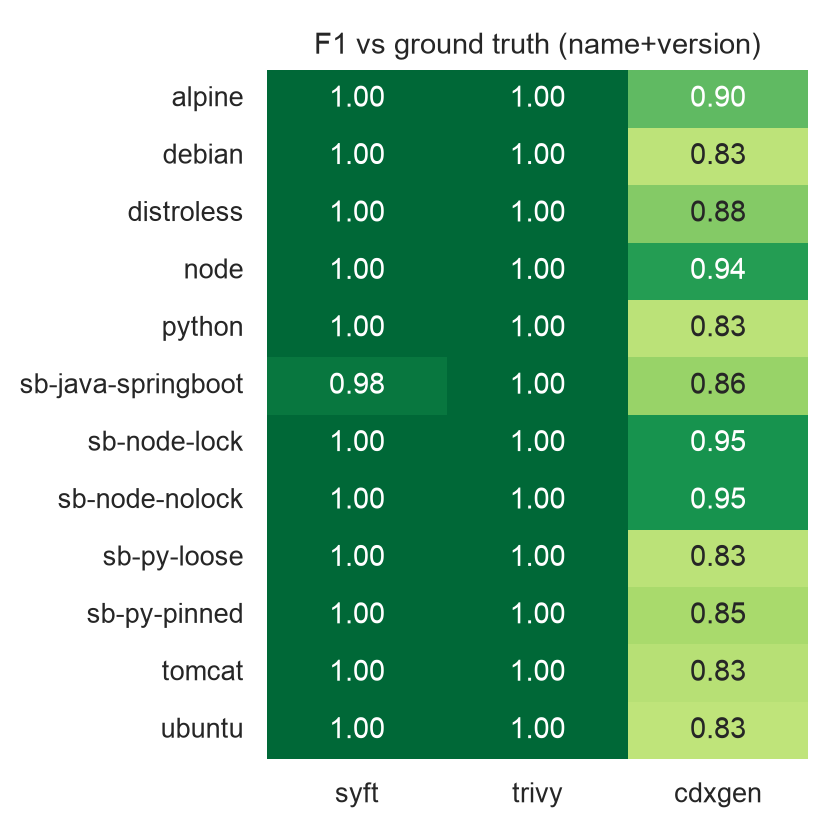 F1 vs ground truth (name+version)
alpine 1.00 1.00 0.90
debian 1.00 1.00 0.83
distroless 1.00 1.00 0.88
node 1.00 1.00 0.94
python 1.00 1.00 0.83
sb-java-springboot 0.98 1.00 0.86
sb-node-lock 1.00 1.00 0.95
sb-node-nolock 1.00 1.00 0.95
sb-py-loose 1.00 1.00 0.83
sb-py-pinned 1.00 1.00 0.85
tomcat 1.00 1.00 0.83
ubuntu 1.00 1.00 0.83
syft trivy cdxgen